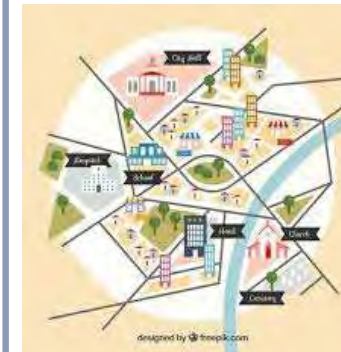 City Hall
Hospital
School
Hotel
Church
Cemetery
designed by freepik.com